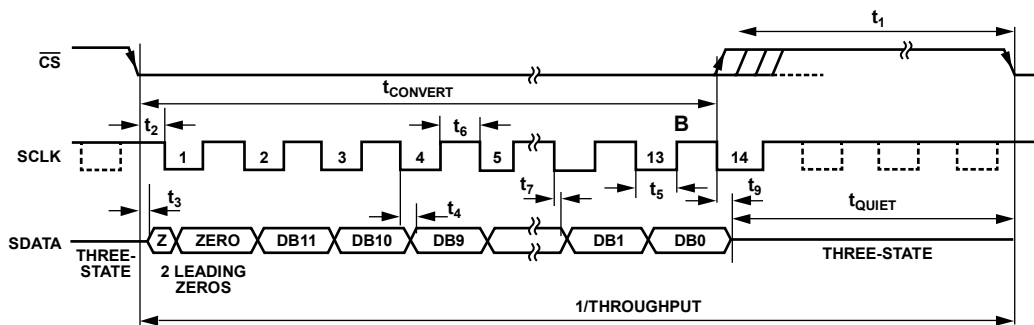 t1
CS
tCONVERT
t2
t6
B
SCLK
1
2
3
4
5
13
14
t3
t4
t7
t5
t9
tQUIET
SDATA
Z
ZERO
DB11
DB10
DB9
DB1
DB0
THREE-
STATE
2 LEADING
ZEROS
THREE-STATE
1/THROUGHPUT